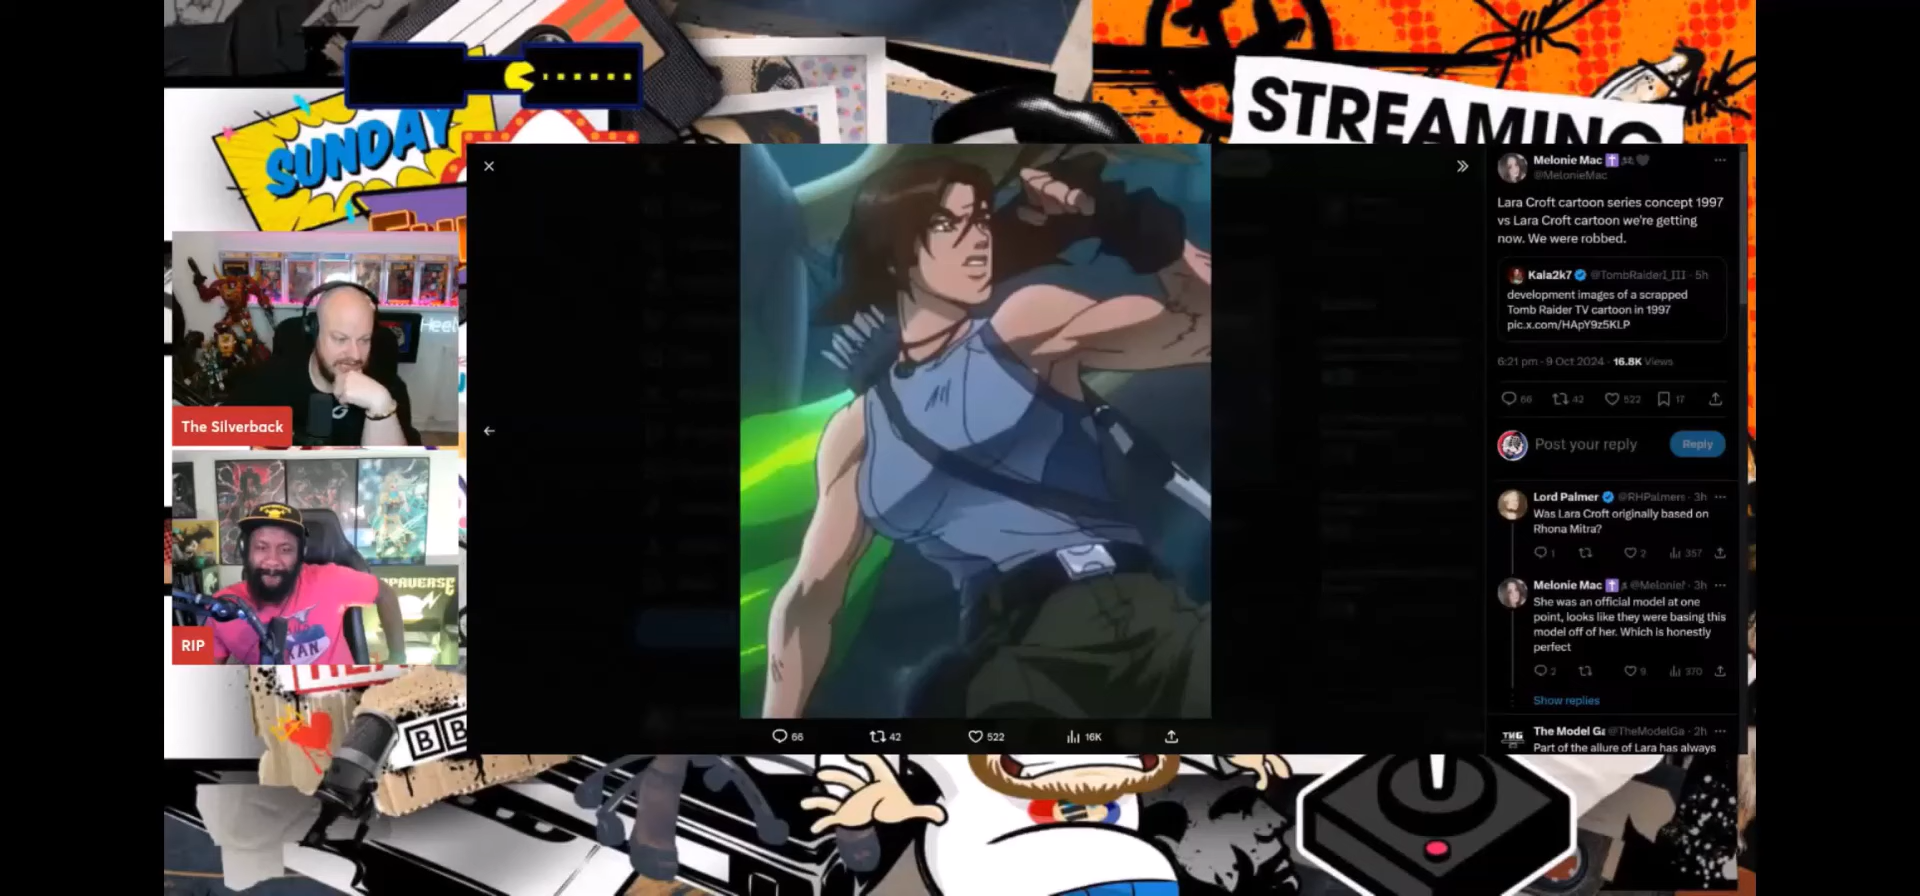 SUNDAY
STREAMING
The Silverback
RIP
BB
Melonie Mac
@MelonieMac
Lara Croft cartoon series concept 1997
vs Lara Croft cartoon we're getting
now. We were robbed.
Kala2k7 @TombRaiderI_III · 5h
development images of a scrapped
Tomb Raider TV cartoon in 1997
pic.x.com/HApY9z5KLP
6:21 pm · 9 Oct 2024 · 16.8K Views
66 42 522 17
Post your reply
Reply
Lord Palmer @RHPalmers · 3h
Was Lara Croft originally based on
Rhona Mitra?
1 2 357
Melonie Mac @Melonief · 3h
She was an official model at one
point, looks like they were basing this
model off of her. Which is honestly
perfect
2 9 370
Show replies
The Model Ga @TheModelGa · 2h
Part of the allure of Lara has always
66 42 522 16K